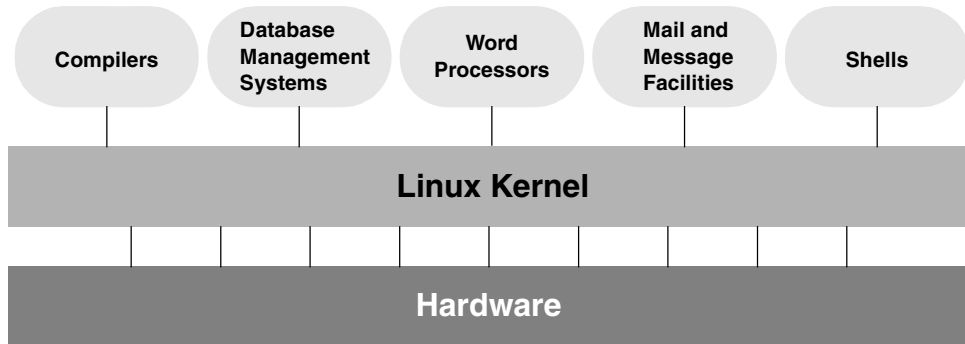 Compilers
Database
Management
Systems
Word
Processors
Mail and
Message
Facilities
Shells
Linux Kernel
Hardware